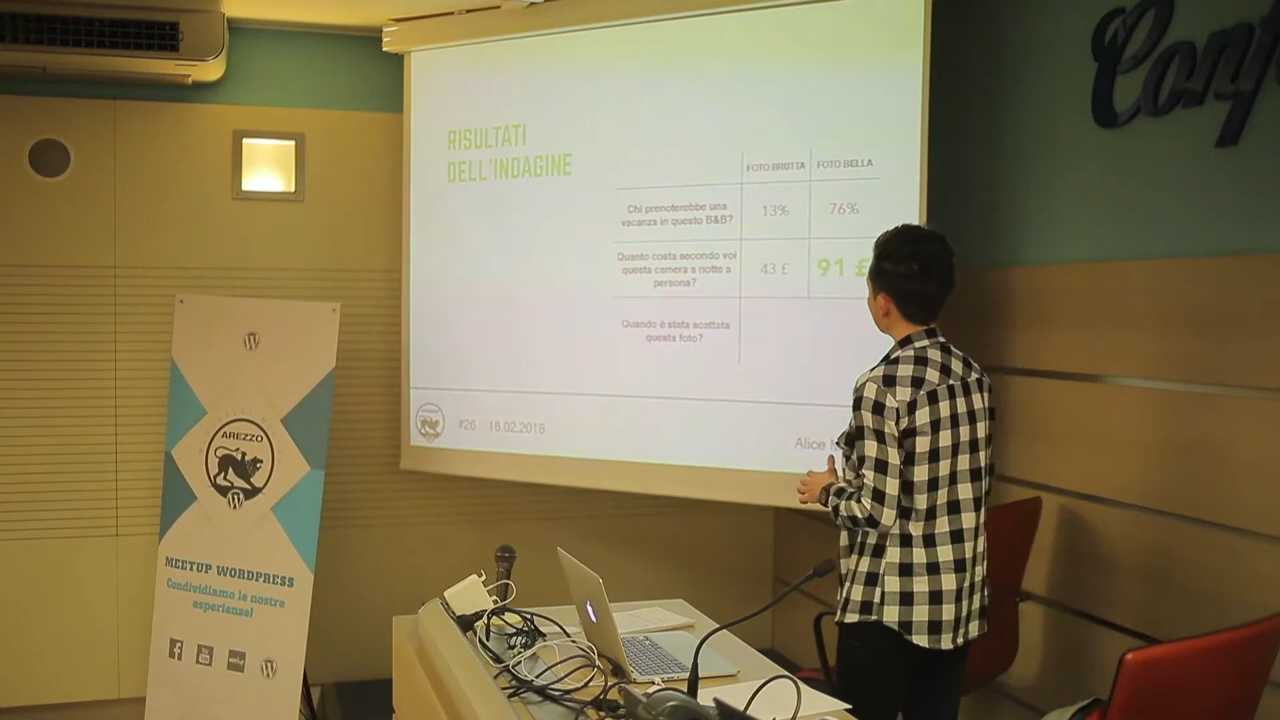 RISULTATI
DELL'INDAGINE
FOTO BRUTTA FOTO BELLA
Chi prenoterebbe una
vacanza in questo B&B?
13% 76%
Quanto costa secondo voi
questa camera a notte a
persona?
43 £ 91 £
Quando è stata scattata
questa foto?
#26
16.02.2018
Alice
Conf
AREZZO
MEETUP WORDPRESS
Condividiamo le nostre
esperienze!